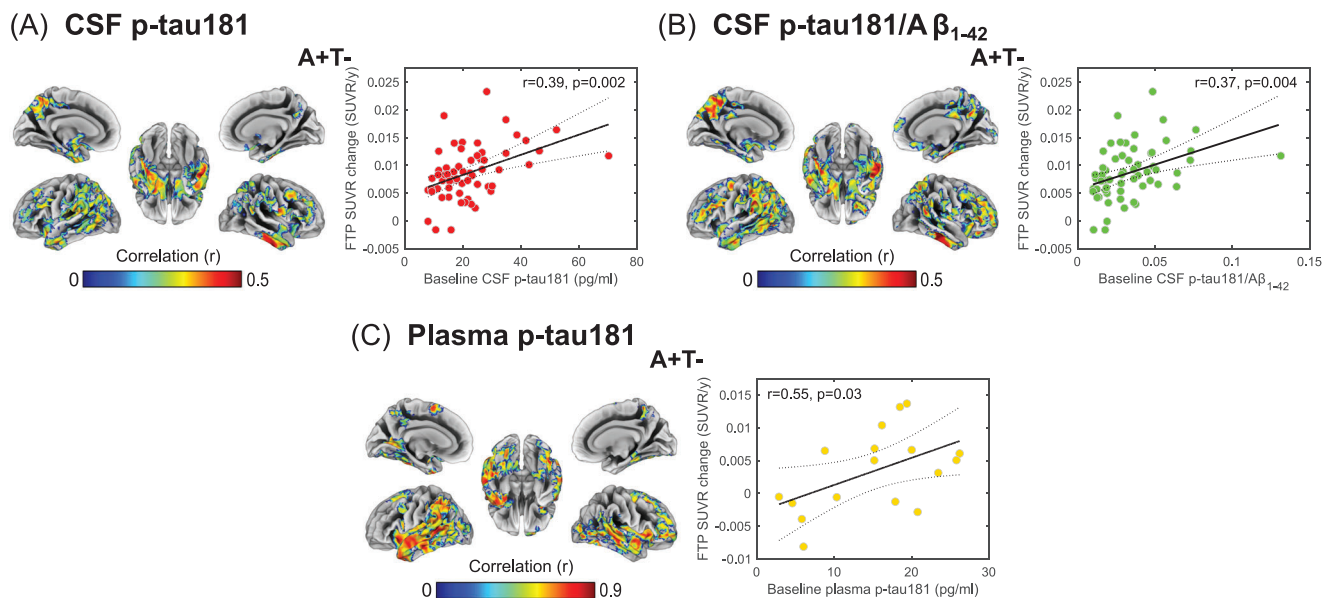 (A) CSF p-tau181
A+T-
r=0.39, p=0.002
FTP SUVR change (SUVR/y)
0.025
0.02
0.015
0.01
0.005
0
-0.005
0 20 40 60 80
Baseline CSF p-tau181 (pg/ml)
Correlation (r)
0 0.5
(B) CSF p-tau181/Aβ1-42
A+T-
r=0.37, p=0.004
FTP SUVR change (SUVR/y)
0.025
0.02
0.015
0.01
0.005
0
-0.005
0 0.05 0.1 0.15
Baseline CSF p-tau181/Aβ1-42
Correlation (r)
0 0.5
(C) Plasma p-tau181
A+T-
r=0.55, p=0.03
FTP SUVR change (SUVR/y)
0.015
0.01
0.005
0
-0.005
-0.01
0 10 20 30
Baseline plasma p-tau181 (pg/ml)
Correlation (r)
0 0.9